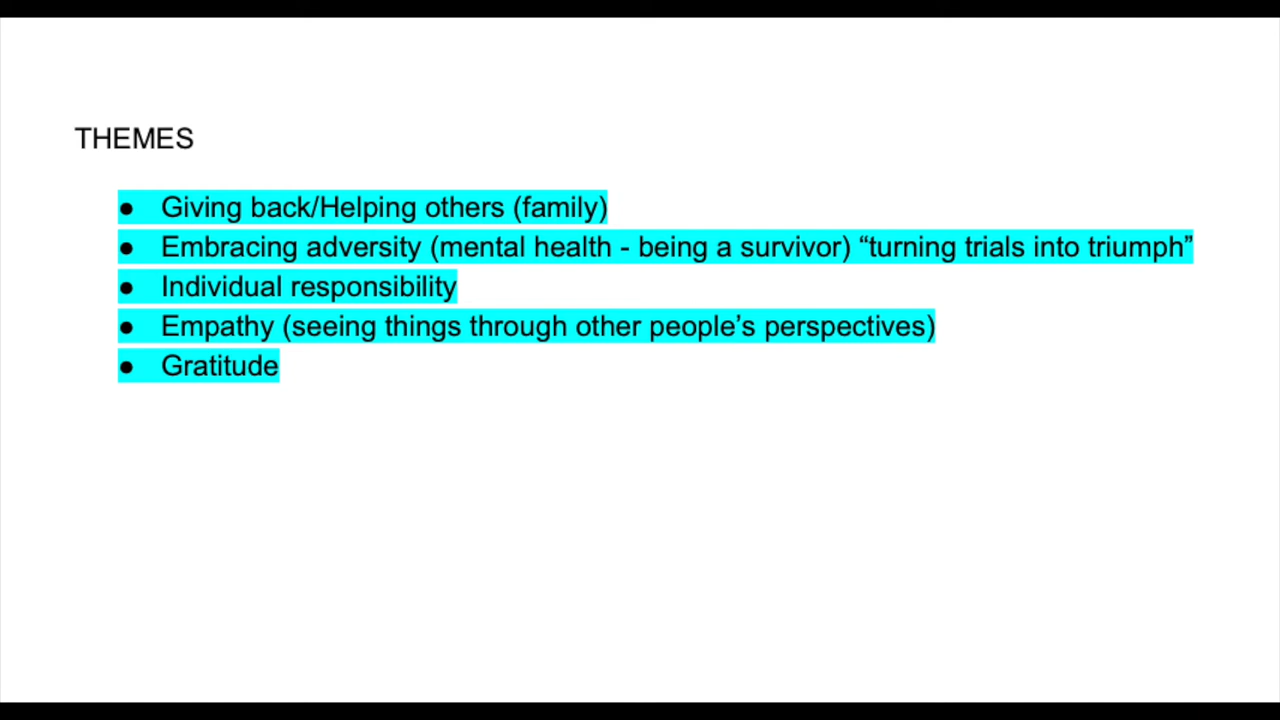 THEMES
● Giving back/Helping others (family)
● Embracing adversity (mental health - being a survivor) “turning trials into triumph”
● Individual responsibility
● Empathy (seeing things through other people’s perspectives)
● Gratitude